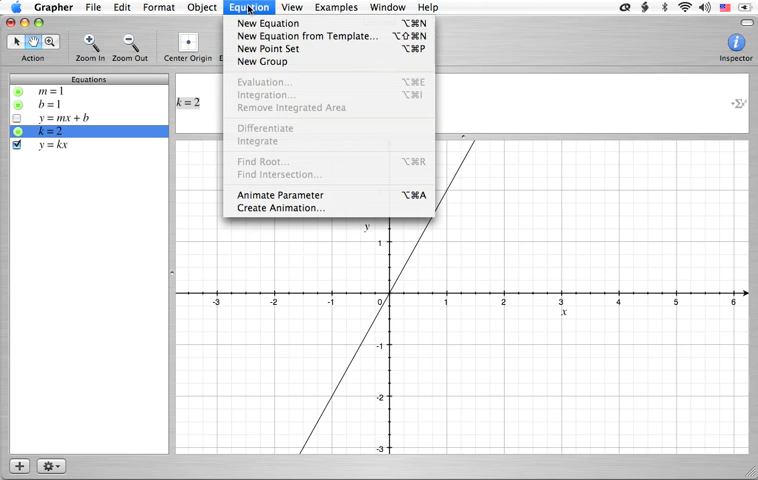 Grapher File Edit Format Object Equation View Examples Window Help
Action Zoom In Zoom Out Center Origin Inspector
New Equation ⌥⌘N
New Equation from Template... ⌥⇧⌘N
New Point Set ⌥⌘P
New Group
Evaluation... ⌥⌘E
Integration... ⌥⌘I
Remove Integrated Area
Differentiate
Integrate
Find Root... ⌥⌘R
Find Intersection...
Animate Parameter ⌥⌘A
Create Animation...
Equations
m = 1
b = 1
y = mx + b
k = 2
y = kx
k = 2
Σ
y
1
-3 -2 -1 0 1 2 3 4 5 6
x
-1
-2
-3